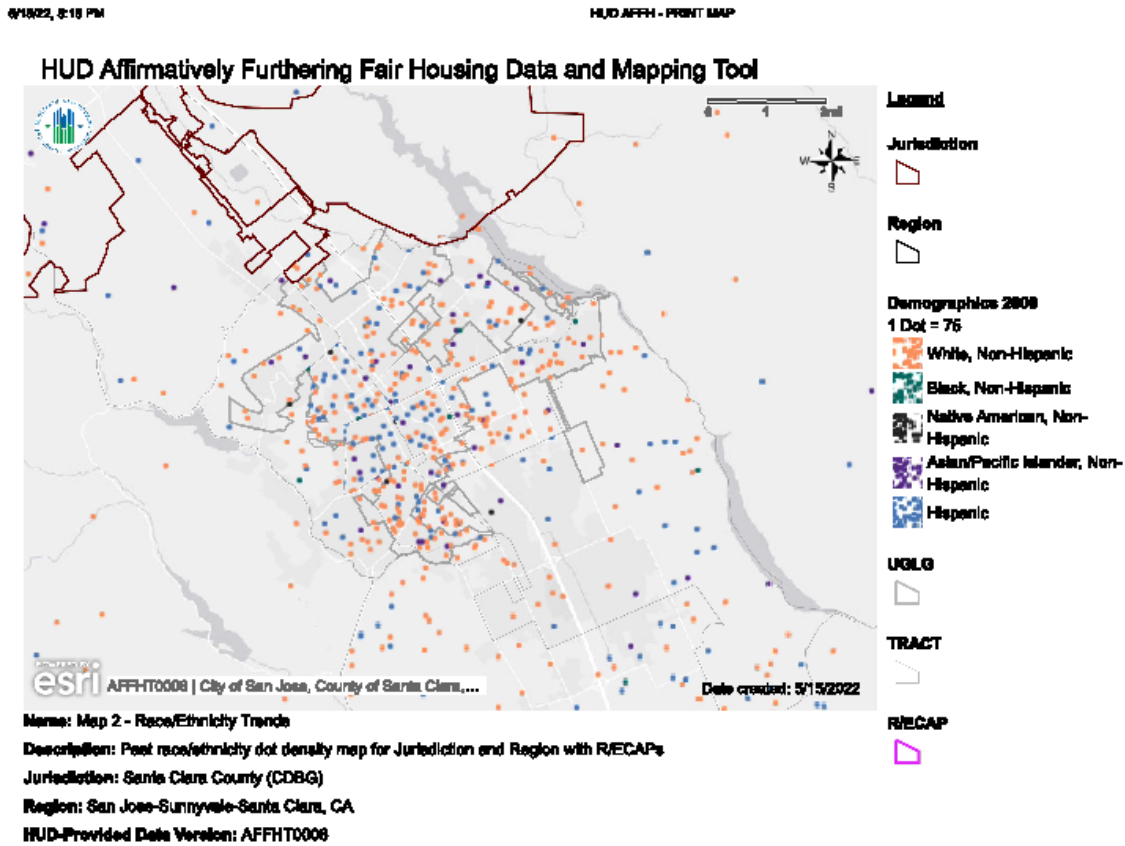 5/15/22, 5:15 PM
HUD AFFH - PRINT MAP
HUD Affirmatively Furthering Fair Housing Data and Mapping Tool
0 1 2mi
N
W E
S
Legend
Jurisdiction
Region
Demographics 2000
1 Dot = 75
White, Non-Hispanic
Black, Non-Hispanic
Native American, Non-
Hispanic
Asian/Pacific Islander, Non-
Hispanic
Hispanic
UGLG
TRACT
R/ECAP
POWERED BY
esri
AFFHT0006 | City of San Jose, County of Santa Clara,...
Date created: 5/15/2022
Name: Map 2 - Race/Ethnicity Trends
Description: Past race/ethnicity dot density map for Jurisdiction and Region with R/ECAPs
Jurisdiction: Santa Clara County (CDBG)
Region: San Jose-Sunnyvale-Santa Clara, CA
HUD-Provided Data Version: AFFHT0006